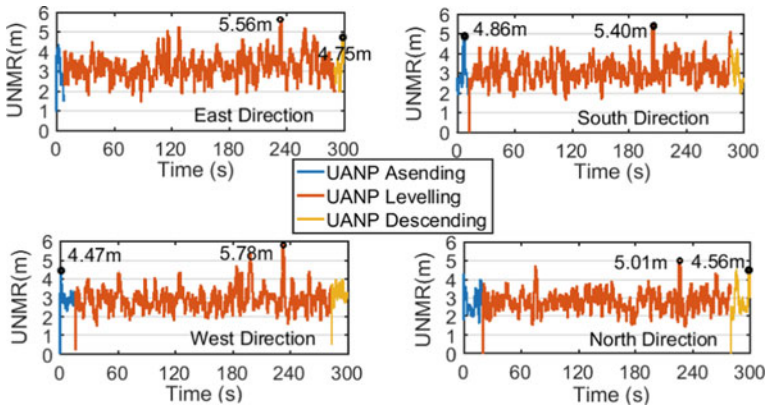 UNMR(m)
6
5
4
3
2
1
0
5.56m
4.75m
East Direction
0 60 120 180 240 300
Time (s)
UNMR(m)
6
5
4
3
2
1
0
4.86m 5.40m
South Direction
0 60 120 180 240 300
Time (s)
UANP Asending
UANP Levelling
UANP Descending
UNMR(m)
6
5
4
3
2
1
0
4.47m 5.78m
West Direction
0 60 120 180 240 300
Time (s)
UNMR(m)
6
5
4
3
2
1
0
5.01m 4.56m
North Direction
0 60 120 180 240 300
Time (s)